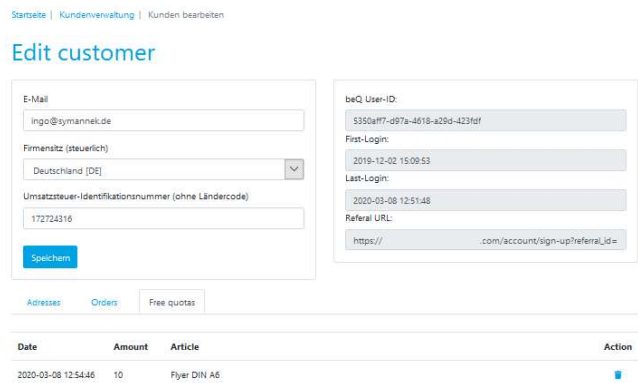 Startseite | Kundenverwaltung | Kunden bearbeiten
Edit customer
E-Mail
ingo@symannek.de
Firmensitz (steuerlich)
Deutschland [DE]
Umsatzsteuer-Identifikationsnummer (ohne Ländercode)
172724316
Speichern
beQ User-ID:
5350aff7-d97a-4618-a29d-423fdf
First-Login:
2019-12-02 15:09:53
Last-Login:
2020-03-08 12:51:48
Referal URL:
https:// .com/account/sign-up?referral_id=
Adresses Orders Free quotas
Date Amount Article Action
2020-03-08 12:54:46 10 Flyer DIN A6